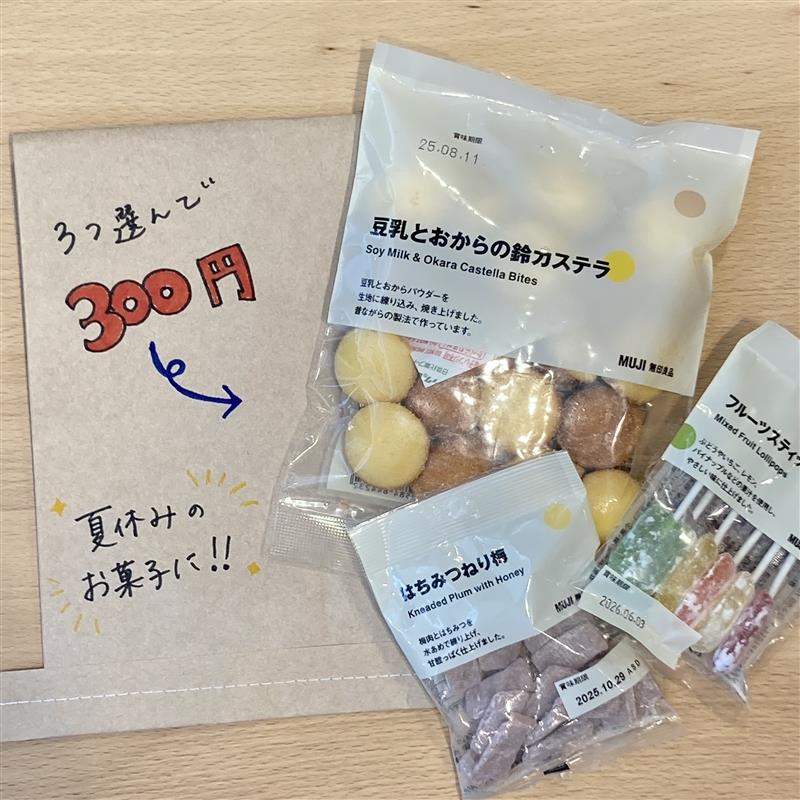 3つ選んで
300円
夏休みの
お菓子に!!
賞味期限
25.08.11
豆乳とおからの鈴カステラ
Soy Milk & Okara Castella Bites
豆乳とおからパウダーを
生地に練り込み、焼き上げました。
昔ながらの製法で作っています。
MUJI 無印良品
はちみつねり梅
Kneaded Plum with Honey
梅肉とはちみつを
水あめで練り上げ、
甘酸っぱく仕上げました。
MUJI 無
賞味期限
2025.10.29 ASD
フルーツスティ
Mixed Fruit Lollipops
ぶどうやいちご、レモン、
パイナップルなどの果汁を使用し、
やさしい味に仕上げました。
MU
賞味期限
2026.06.03